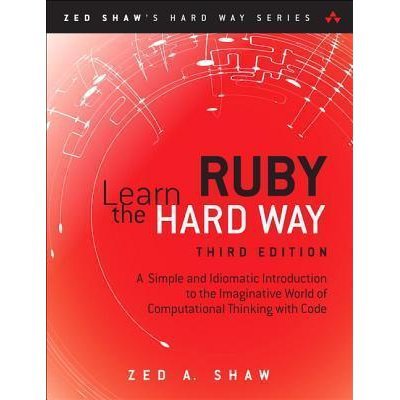 ZED SHAW'S HARD WAY SERIES
Learn RUBY
the HARD WAY
THIRD EDITION
A Simple and Idiomatic Introduction
to the Imaginative World of
Computational Thinking with Code
ZED A. SHAW